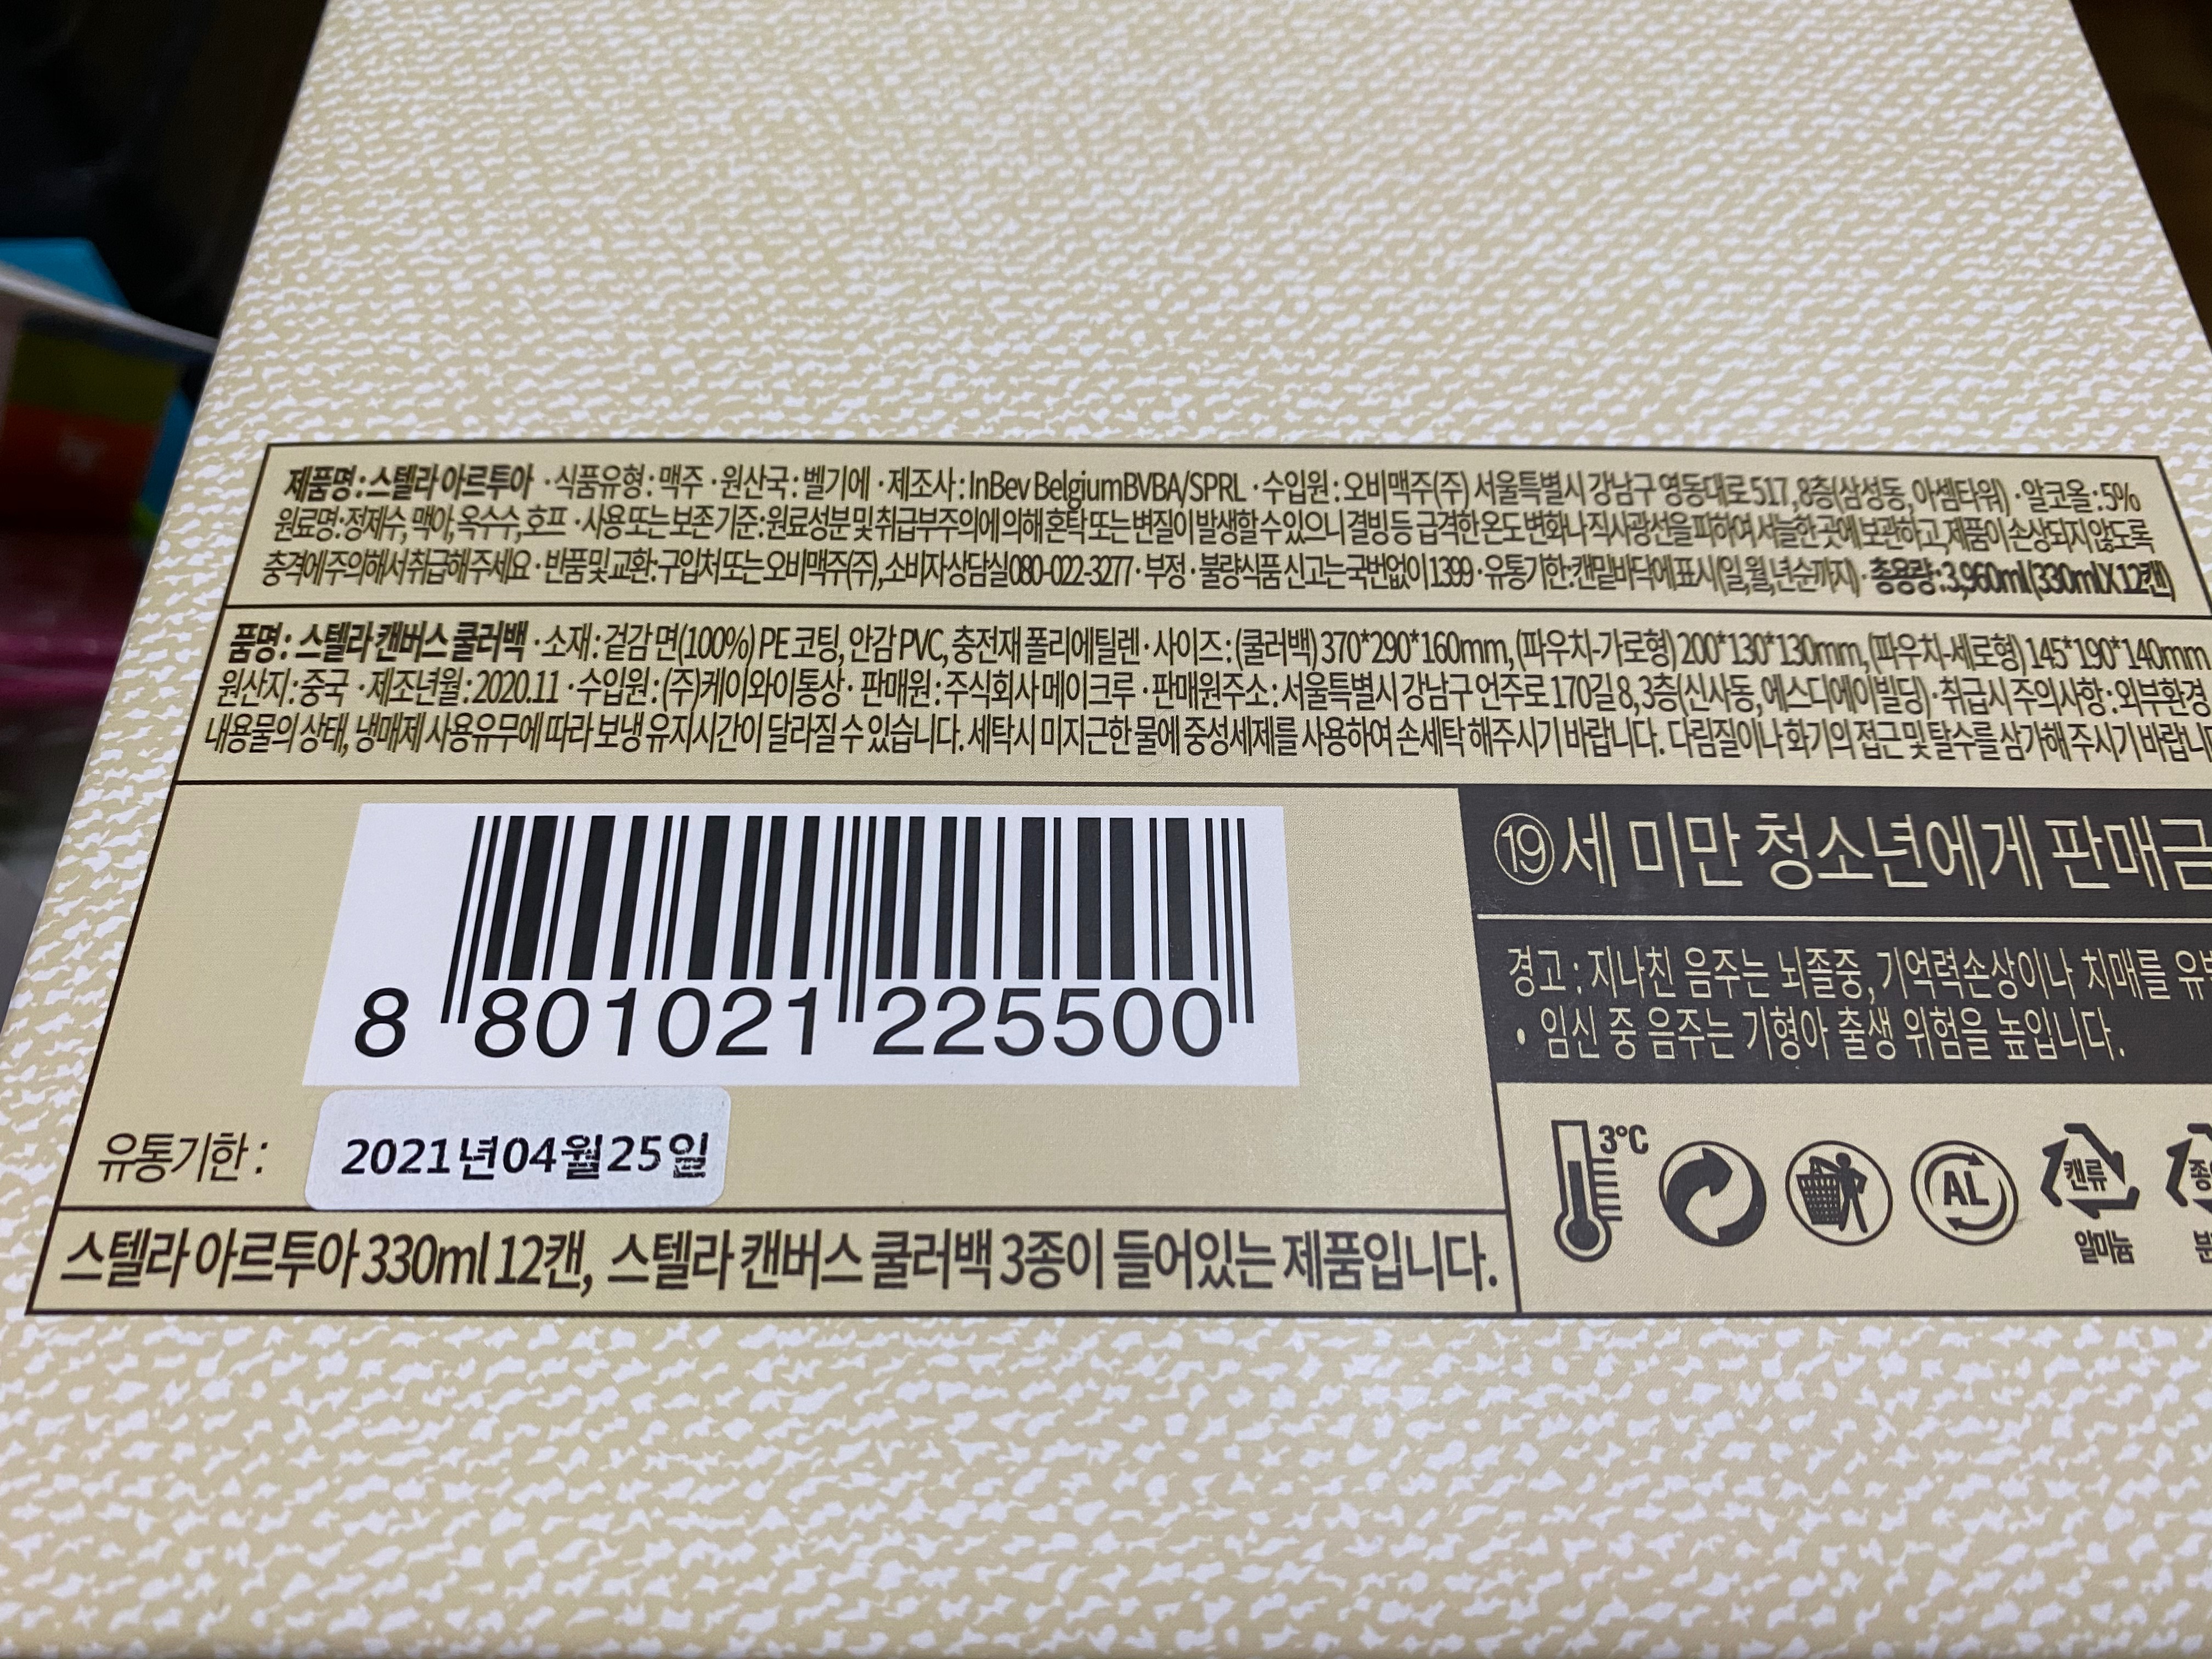 제품명 : 스텔라 아르투아 · 식품유형 : 맥주 · 원산국 : 벨기에 · 제조사 : InBev BelgiumBVBA/SPRL · 수입원 : 오비맥주(주) 서울특별시 강남구 영동대로 517, 8층(삼성동, 아셈타워) · 알코올 : 5%
원료명:정제수, 맥아, 옥수수, 호프 · 사용 또는 보존 기준:원료성분 및 취급부주의에 의해 혼탁 또는 변질이 발생할 수 있으니 결빙 등 급격한 온도 변화나 직사광선을 피하여 서늘한 곳에 보관하고, 제품이 손상되지 않도록
충격에 주의해서 취급해 주세요 · 반품 및 교환:구입처 또는 오비맥주(주), 소비자상담실 080-022-3277 · 부정 · 불량식품 신고는 국번없이 1399 · 유통기한:캔밑바닥에 표시(일,월,년 순까지) · 총용량 : 3,960ml(330mlX12캔)
품명 : 스텔라 캔버스 쿨러백 · 소재 : 겉감 면(100%) PE 코팅, 안감 PVC, 충전재 폴리에틸렌 · 사이즈 : (쿨러백) 370*290*160mm, (파우치-가로형) 200*130*130mm, (파우치-세로형) 145*190*140mm
원산지 : 중국 · 제조년월 : 2020.11 · 수입원 : (주)케이와이통상 · 판매원 : 주식회사 메이크루 · 판매원주소 : 서울특별시 강남구 언주로 170길 8, 3층(신사동, 에스디에이빌딩) · 취급시 주의사항 : 외부환경
내용물의 상태, 냉매제 사용유무에 따라 보냉 유지시간이 달라질 수 있습니다. 세탁시 미지근한 물에 중성세제를 사용하여 손세탁 해주시기 바랍니다. 다림질이나 화기의 접근 및 탈수를 삼가해 주시기
8 801021 225500
⑲세 미만 청소년에게 판매금
경고 : 지나친 음주는 뇌졸중, 기억력손상이나 치매를
• 임신 중 음주는 기형아 출생 위험을 높입니다.
유통기한 : 2021년04월25일
3°C
AL
캔류
알미늄
스텔라 아르투아 330ml 12캔, 스텔라 캔버스 쿨러백 3종이 들어있는 제품입니다.